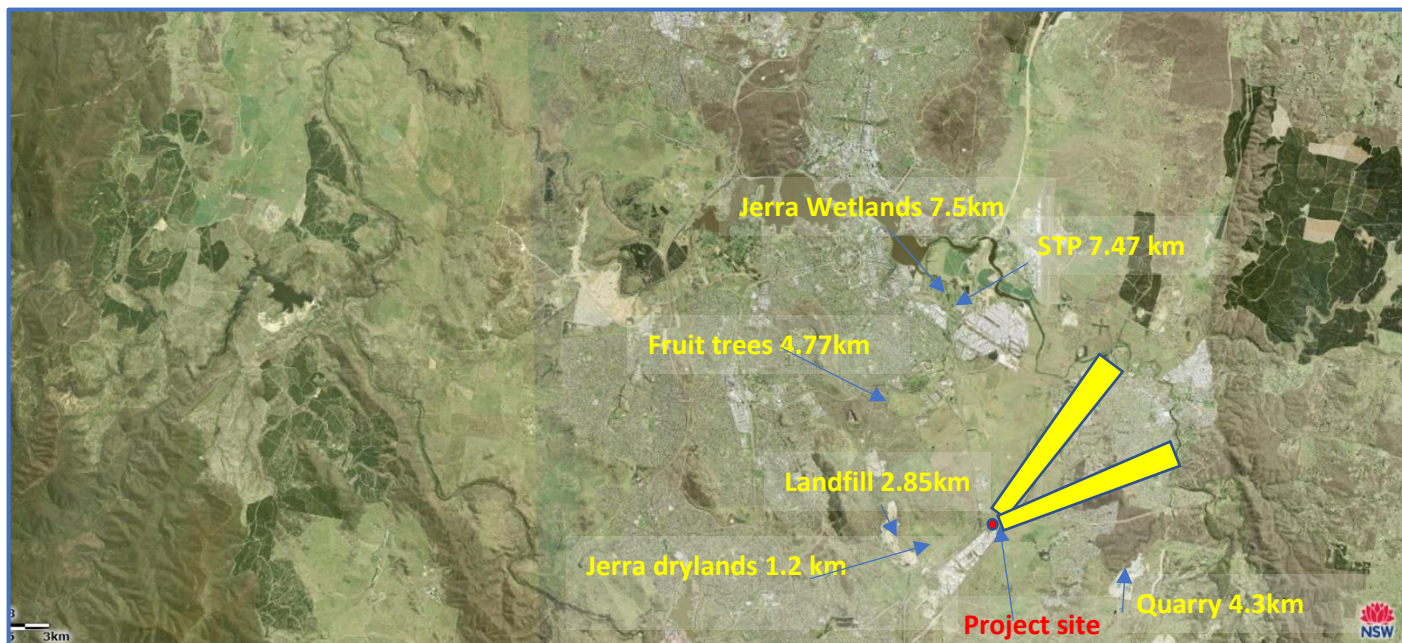 Jerra Wetlands 7.5km
STP 7.47 km
Fruit trees 4.77km
Landfill 2.85km
Jerra drylands 1.2 km
Quarry 4.3km
Project site
3km
NSW